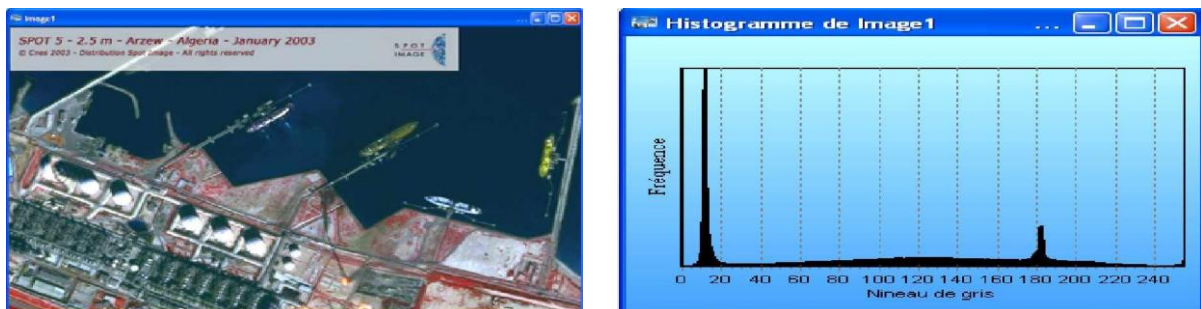 Image1
SPOT 5 - 2.5 m - Arzew - Algeria - January 2003
© Cnes 2003 - Distribution Spot Image - All rights reserved
SPOT
IMAGE
Histogramme de Image1
...
Fréquence
0 20 40 60 80 100 120 140 160 180 200 220 240
Nineau de gris